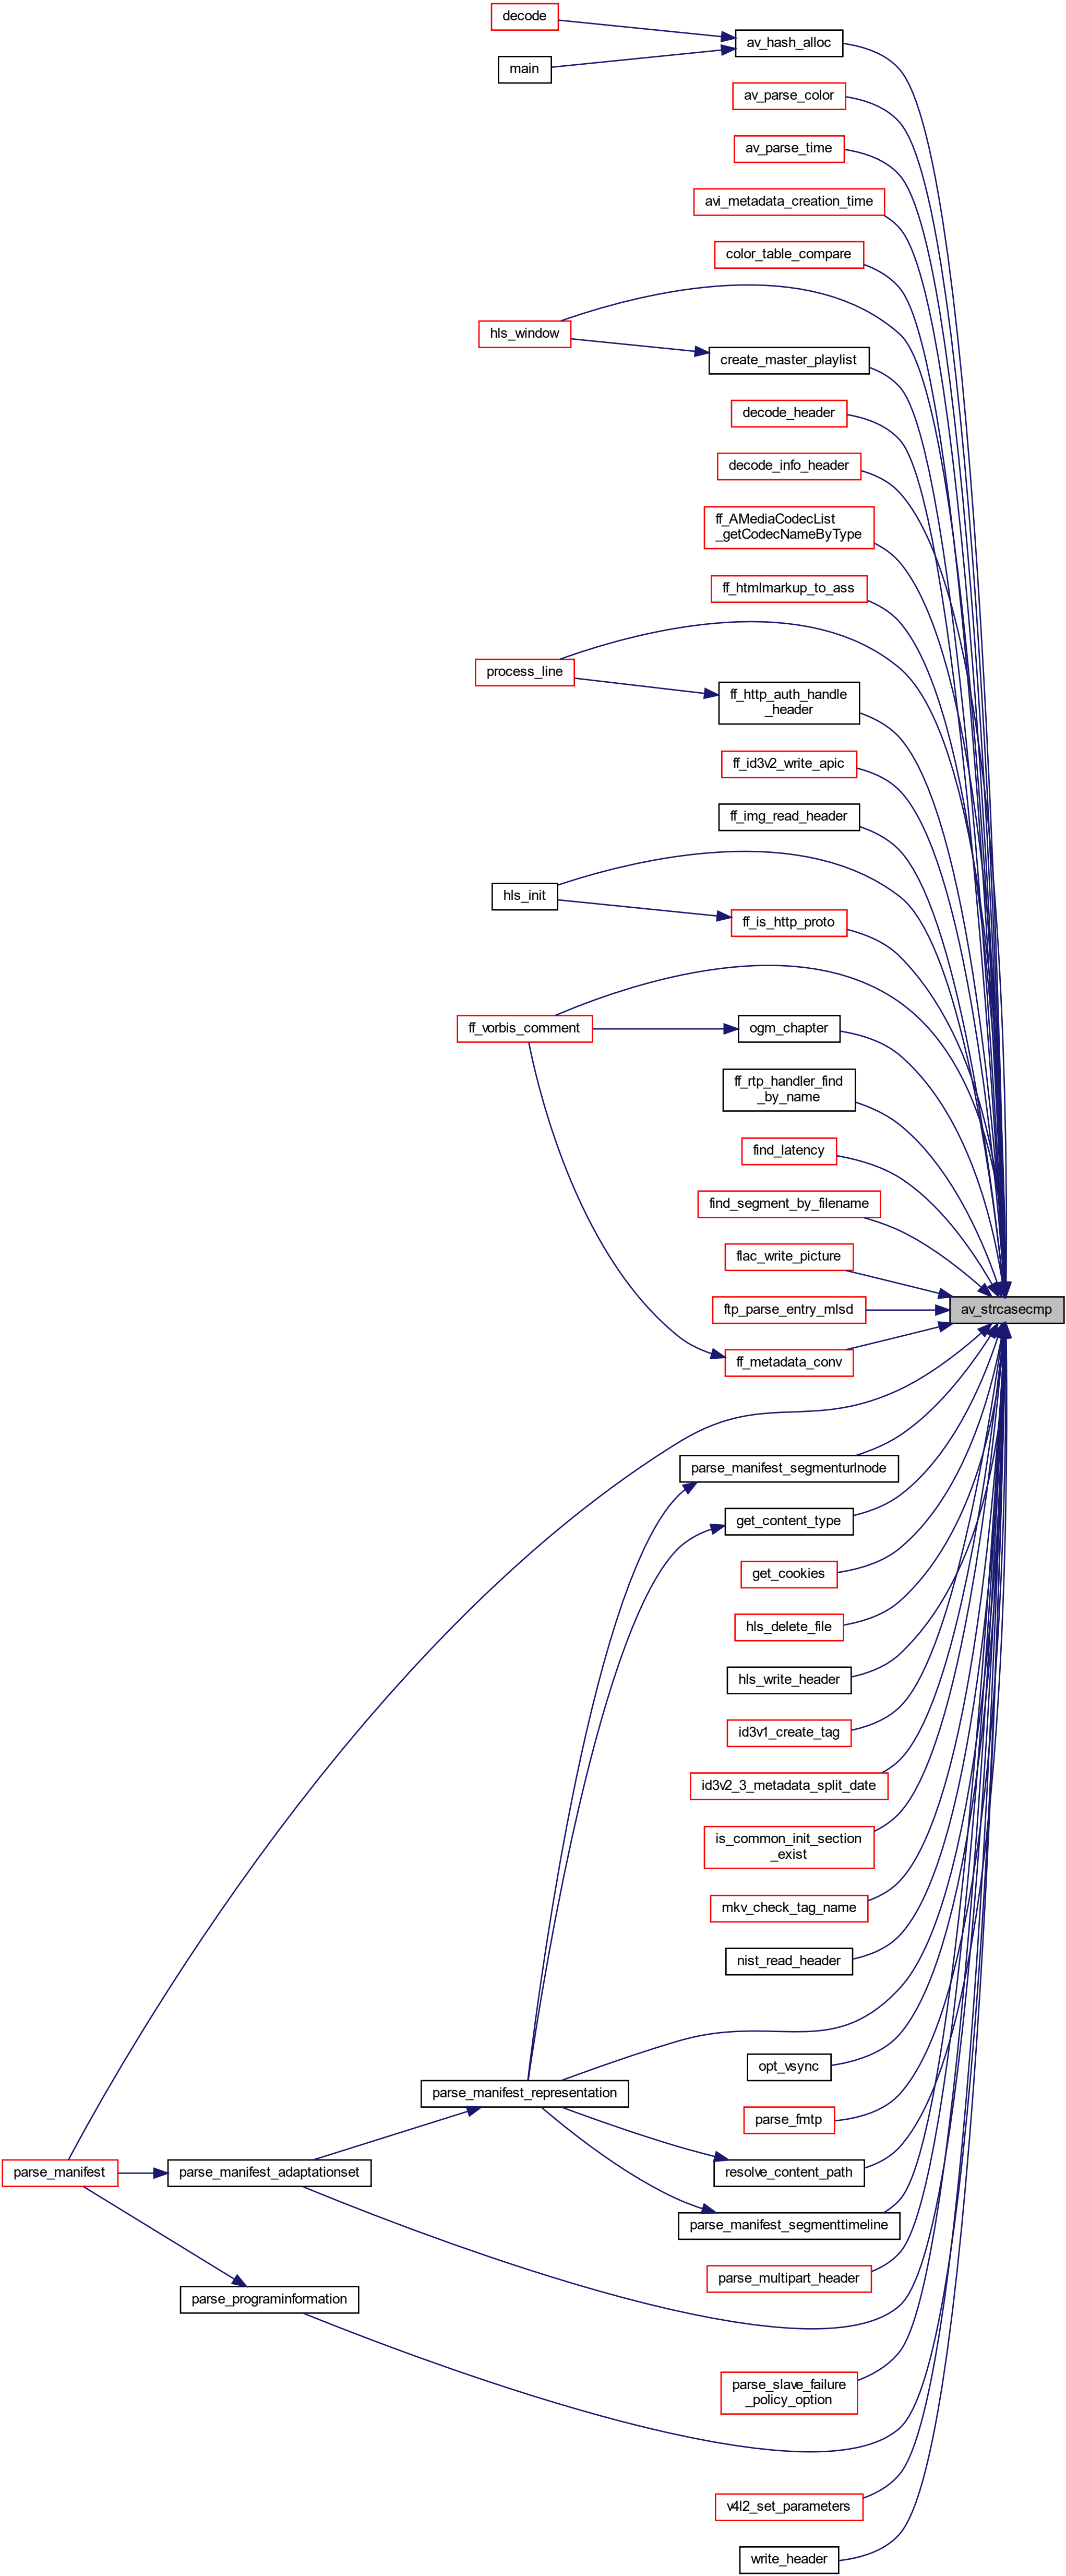 decode
av_hash_alloc
main
av_parse_color
av_parse_time
avi_metadata_creation_time
color_table_compare
hls_window
create_master_playlist
decode_header
decode_info_header
ff_AMediaCodecList
_getCodecNameByType
ff_htmlmarkup_to_ass
process_line
ff_http_auth_handle
_header
ff_id3v2_write_apic
ff_img_read_header
hls_init
ff_is_http_proto
ff_vorbis_comment
ogm_chapter
ff_rtp_handler_find
_by_name
find_latency
find_segment_by_filename
flac_write_picture
av_strcasecmp
ftp_parse_entry_mlsd
ff_metadata_conv
parse_manifest_segmenturlnode
get_content_type
get_cookies
hls_delete_file
hls_write_header
id3v1_create_tag
id3v2_3_metadata_split_date
is_common_init_section
_exist
mkv_check_tag_name
nist_read_header
opt_vsync
parse_manifest_representation
parse_fmtp
parse_manifest
parse_manifest_adaptationset
resolve_content_path
parse_manifest_segmenttimeline
parse_multipart_header
parse_programinformation
parse_slave_failure
_policy_option
v4l2_set_parameters
write_header